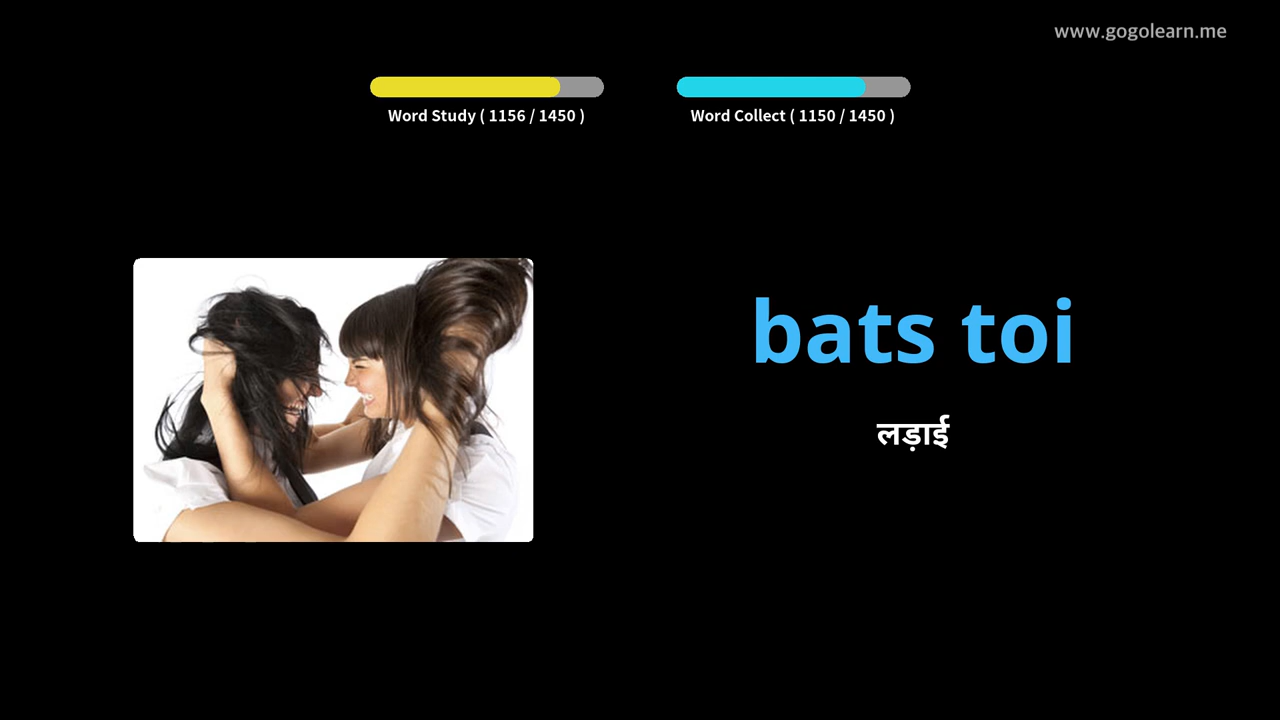 www.gogolearn.me
Word Study ( 1156 / 1450 )
Word Collect ( 1150 / 1450 )
bats toi
लड़ाई